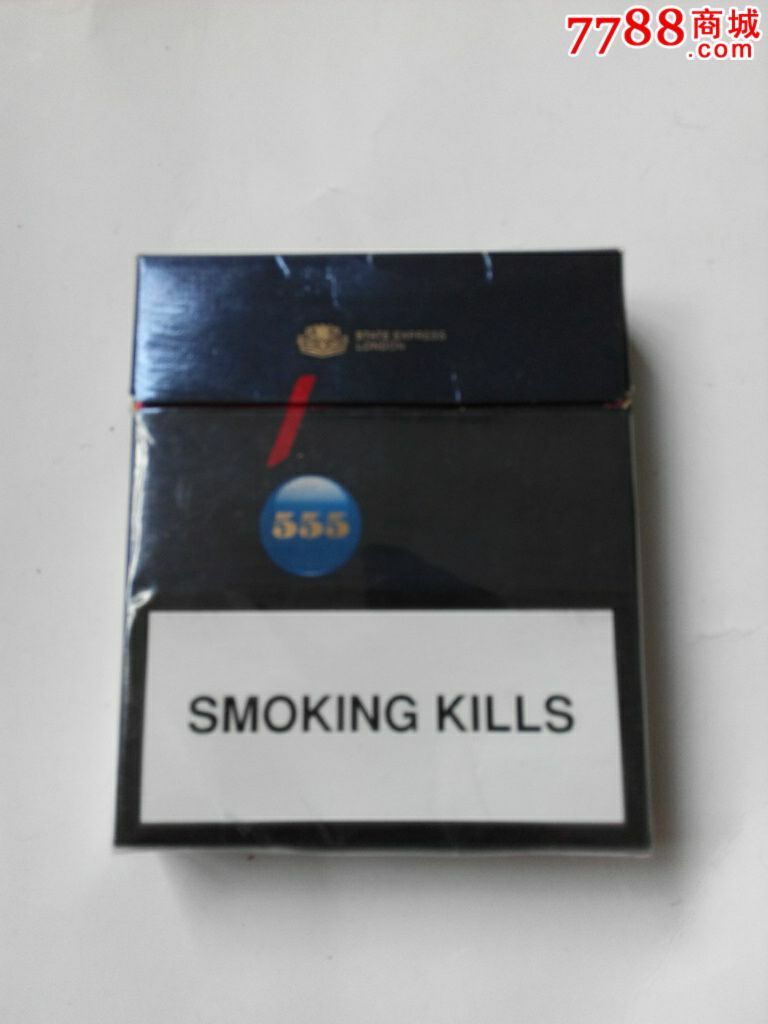 7788商城
.com
STATE EXPRESS
LONDON
555
SMOKING KILLS